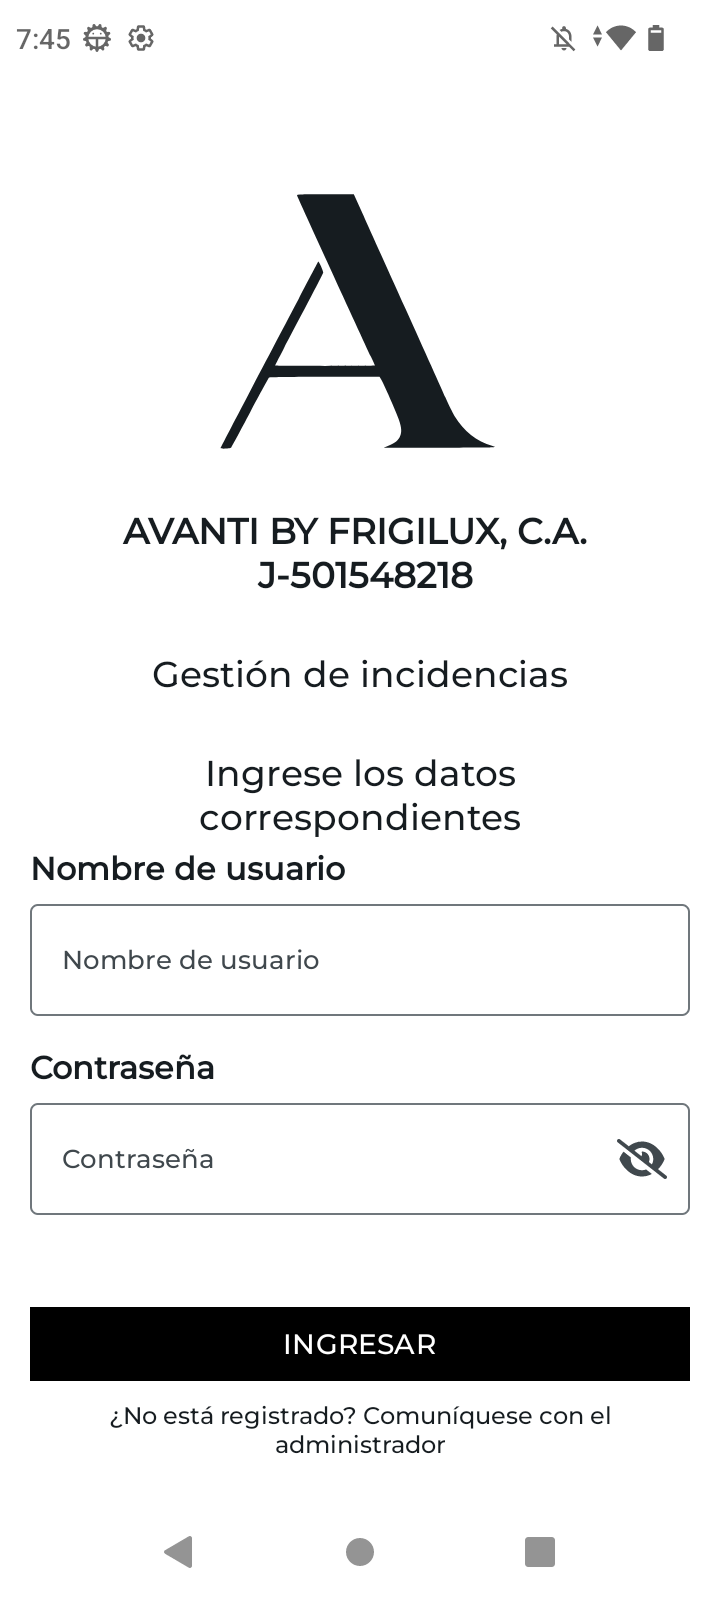 7:45
A
AVANTI BY FRIGILUX, C.A.
J-501548218
Gestión de incidencias
Ingrese los datos
correspondientes
Nombre de usuario
Nombre de usuario
Contraseña
Contraseña
INGRESAR
¿No está registrado? Comuníquese con el
administrador